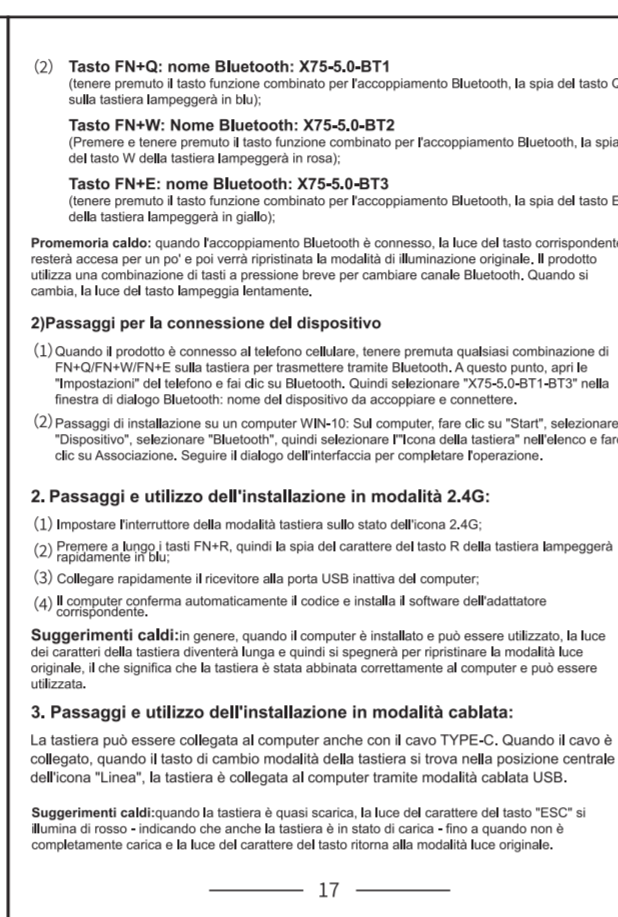 (2) Tasto FN+Q: nome Bluetooth: X75-5.0-BT1
(tenere premuto il tasto funzione combinato per l'accoppiamento Bluetooth, la spia del tasto Q
sulla tastiera lampeggerà in blu);
Tasto FN+W: Nome Bluetooth: X75-5.0-BT2
(Premere e tenere premuto il tasto funzione combinato per l'accoppiamento Bluetooth, la spia
del tasto W della tastiera lampeggerà in rosa);
Tasto FN+E: nome Bluetooth: X75-5.0-BT3
(tenere premuto il tasto funzione combinato per l'accoppiamento Bluetooth, la spia del tasto E
della tastiera lampeggerà in giallo);
Promemoria caldo: quando l'accoppiamento Bluetooth è connesso, la luce del tasto corrispondente
resterà accesa per un po' e poi verrà ripristinata la modalità di illuminazione originale. Il prodotto
utilizza una combinazione di tasti a pressione breve per cambiare canale Bluetooth. Quando si
cambia, la luce del tasto lampeggia lentamente.
2)Passaggi per la connessione del dispositivo
(1) Quando il prodotto è connesso al telefono cellulare, tenere premuta qualsiasi combinazione di
FN+Q/FN+W/FN+E sulla tastiera per trasmettere tramite Bluetooth. A questo punto, apri le
"Impostazioni" del telefono e fai clic su Bluetooth. Quindi selezionare "X75-5.0-BT1-BT3" nella
finestra di dialogo Bluetooth: nome del dispositivo da accoppiare e connettere.
(2) Passaggi di installazione su un computer WIN-10: Sul computer, fare clic su "Start", selezionare
"Dispositivo", selezionare "Bluetooth", quindi selezionare l'"Icona della tastiera" nell'elenco e fare
clic su Associazione. Seguire il dialogo dell'interfaccia per completare l'operazione.
2. Passaggi e utilizzo dell'installazione in modalità 2.4G:
(1) Impostare l'interruttore della modalità tastiera sullo stato dell'icona 2.4G;
(2) Premere a lungo i tasti FN+R, quindi la spia del carattere del tasto R della tastiera lampeggerà
rapidamente in blu;
(3) Collegare rapidamente il ricevitore alla porta USB inattiva del computer;
(4) Il computer conferma automaticamente il codice e installa il software dell'adattatore
corrispondente.
Suggerimenti caldi:in genere, quando il computer è installato e può essere utilizzato, la luce
dei caratteri della tastiera diventerà lunga e quindi si spegnerà per ripristinare la modalità luce
originale, il che significa che la tastiera è stata abbinata correttamente al computer e può essere
utilizzata.
3. Passaggi e utilizzo dell'installazione in modalità cablata:
La tastiera può essere collegata al computer anche con il cavo TYPE-C. Quando il cavo è
collegato, quando il tasto di cambio modalità della tastiera si trova nella posizione centrale
dell'icona "Linea", la tastiera è collegata al computer tramite modalità cablata USB.
Suggerimenti caldi:quando la tastiera è quasi scarica, la luce del carattere del tasto "ESC" si
illumina di rosso - indicando che anche la tastiera è in stato di carica - fino a quando non è
completamente carica e la luce del carattere del tasto ritorna alla modalità luce originale.
17